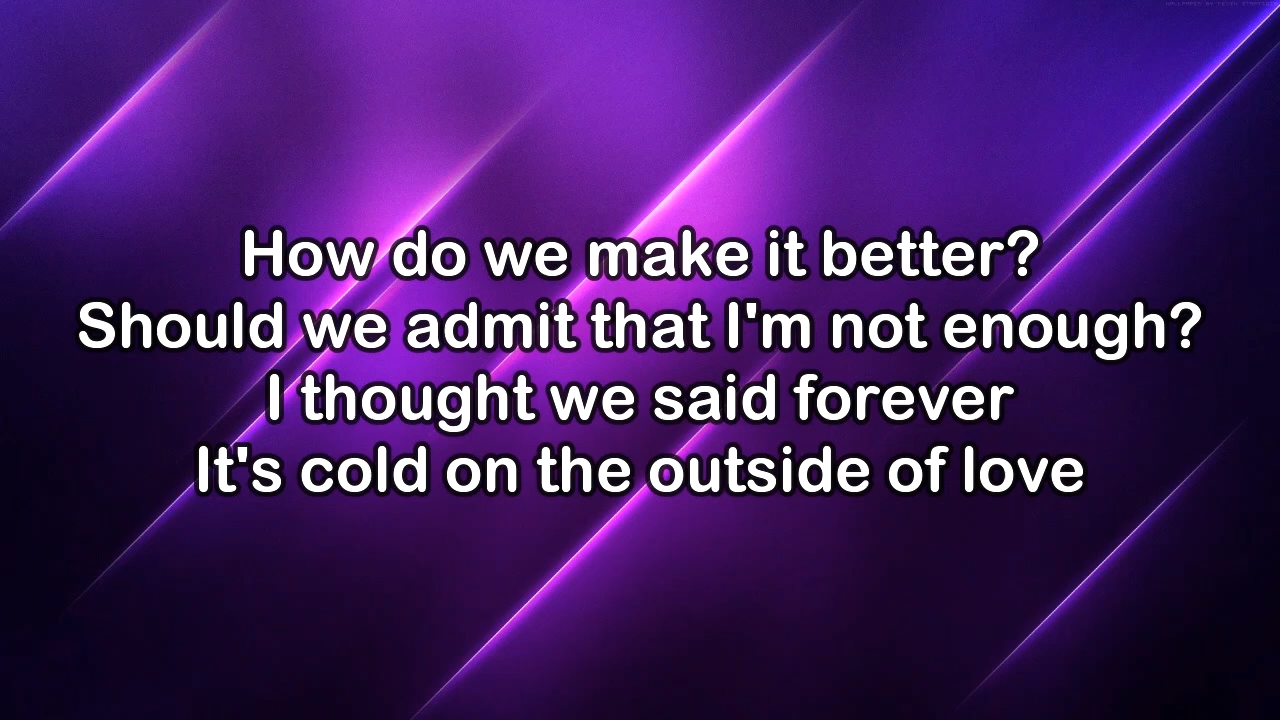 How do we make it better?
Should we admit that I'm not enough?
I thought we said forever
It's cold on the outside of love